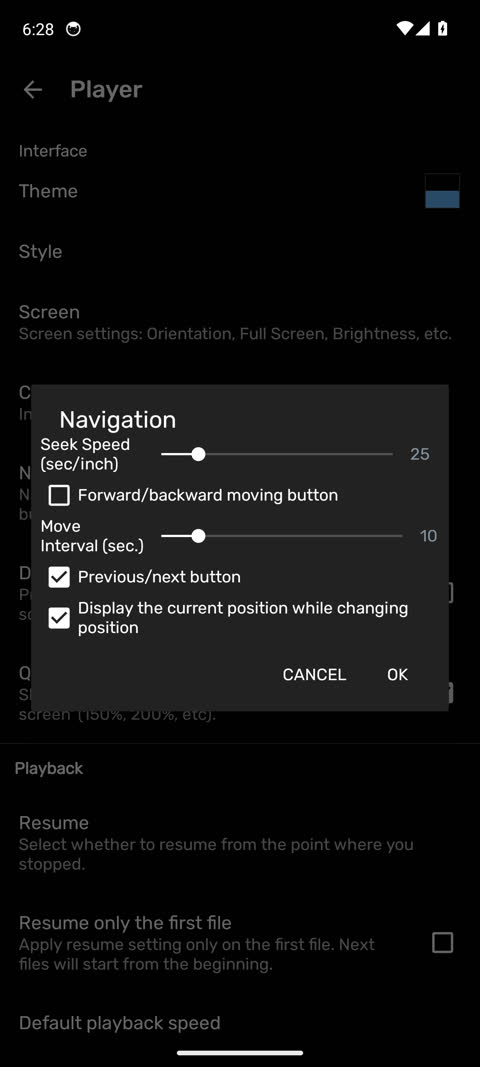 6:28
Player
Interface
Theme
Style
Screen
Screen settings: Orientation, Full Screen, Brightness, etc.
Navigation
Seek Speed
(sec/inch)
25
Forward/backward moving button
Move
Interval (sec.)
10
Previous/next button
Display the current position while changing
position
CANCEL
OK
screen (150%, 200%, etc).
Playback
Resume
Select whether to resume from the point where you
stopped.
Resume only the first file
Apply resume setting only on the first file. Next
files will start from the beginning.
Default playback speed